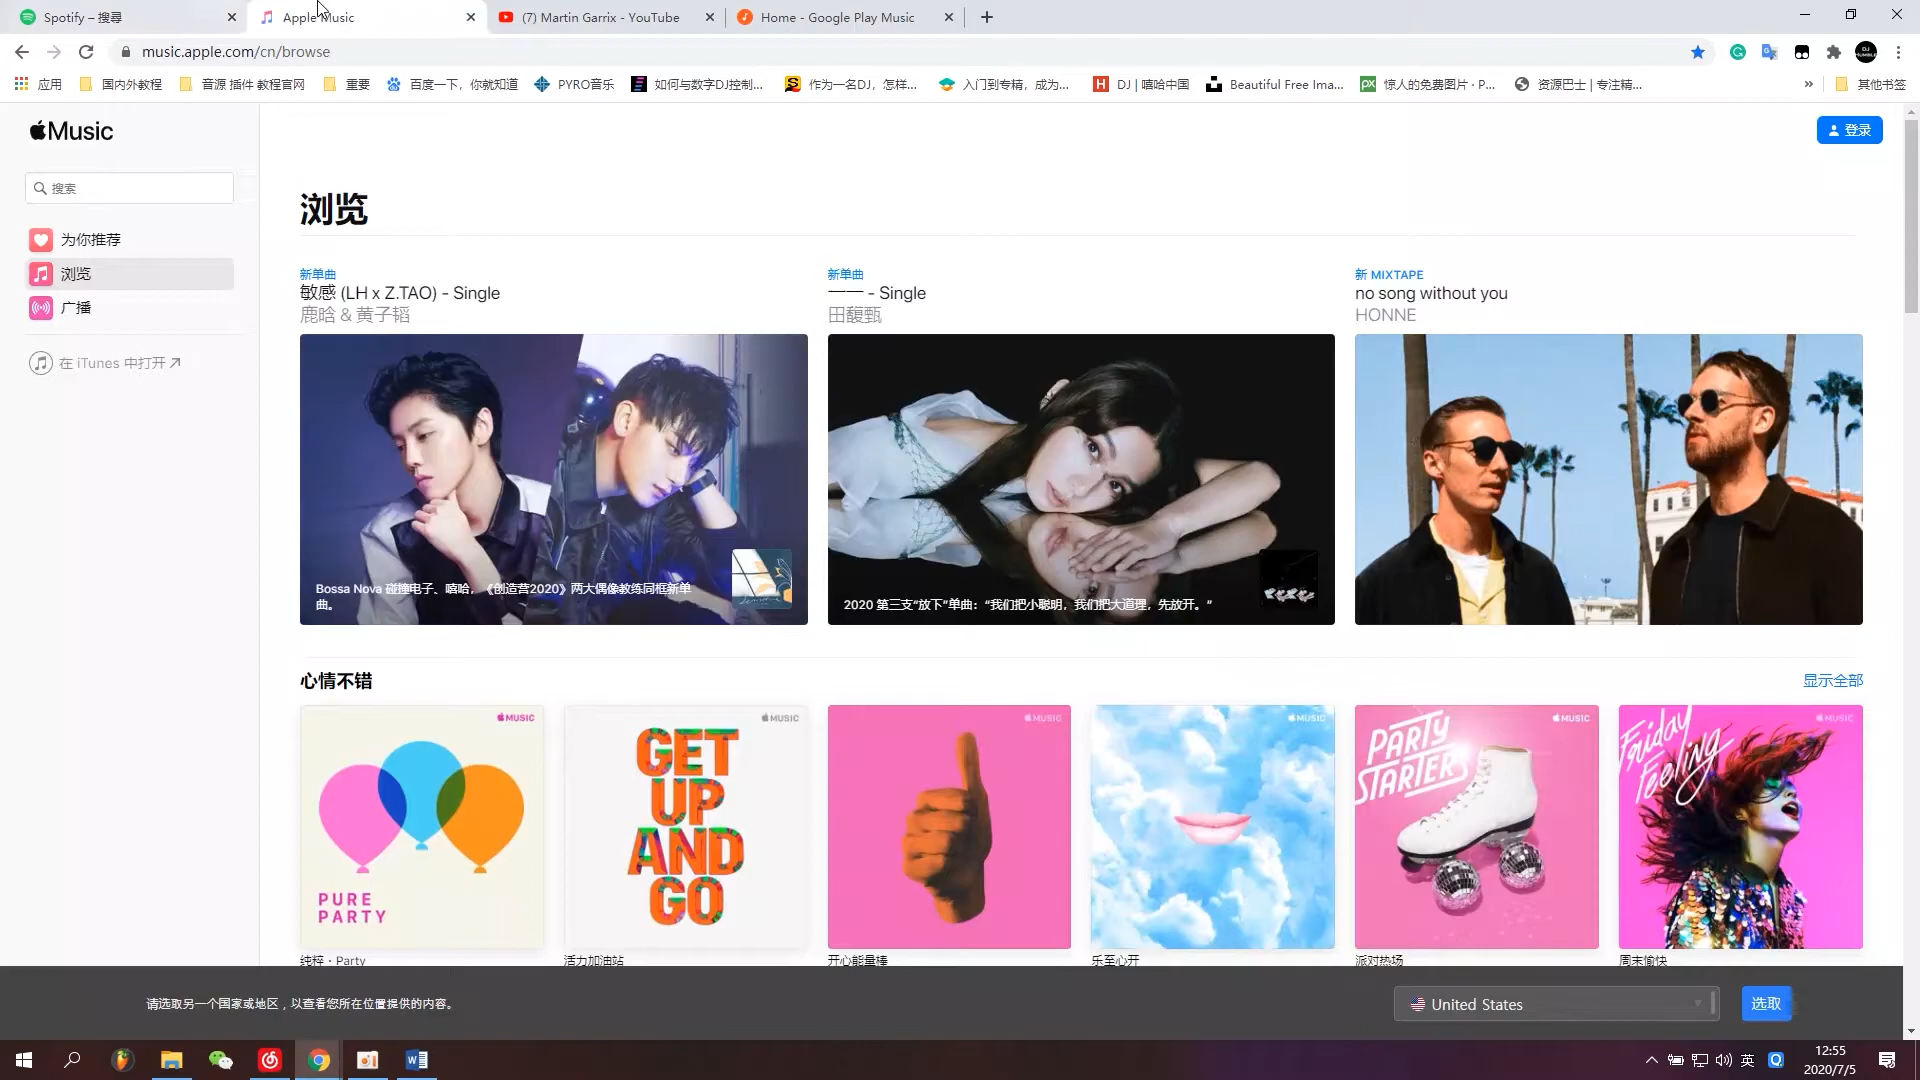 Spotify – 搜尋
Apple Music
(7) Martin Garrix - YouTube
Home - Google Play Music
music.apple.com/cn/browse
应用
国内外教程
音源 插件 教程官网
重要
百度一下，你就知道
PYRO音乐
如何与数字DJ控制...
作为一名DJ，怎样...
入门到专精，成为...
DJ | 嘻哈中国
Beautiful Free Ima...
惊人的免费图片 · P...
资源巴士 | 专注精...
»
其他书签
Music
登录
搜索
为你推荐
浏览
广播
在 iTunes 中打开
浏览
新单曲
敏感 (LH x Z.TAO) - Single
鹿晗 & 黄子韬
Bossa Nova 碰撞电子、嘻哈，《创造营2020》两大偶像教练同框新单
曲。
新单曲
一一 - Single
田馥甄
2020 第三支“放下”单曲：“我们把小聪明，我们把大道理，先放开。”
新 MIXTAPE
no song without you
HONNE
心情不错
显示全部
MUSIC
PURE
PARTY
MUSIC
GET
UP
AND
GO
MUSIC
MUSIC
MUSIC
PARTY
STARTERS
MUSIC
Friday
Feeling
纯粹 · Party
活力加油站
开心能量棒
乐至心开
派对热场
周末愉快
请选取另一个国家或地区，以查看您所在位置提供的内容。
United States
选取
英
12:55
2020/7/5